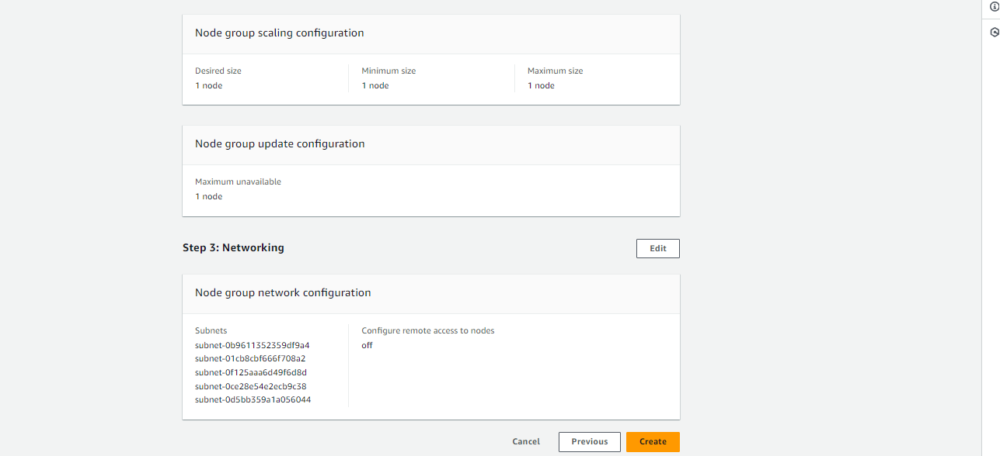 Node group scaling configuration
Desired size
1 node
Minimum size
1 node
Maximum size
1 node
Node group update configuration
Maximum unavailable
1 node
Step 3: Networking
Edit
Node group network configuration
Subnets
subnet-0b9611352359df9a4
subnet-01cb8cbf666f708a2
subnet-0f125aaa6d49f6d8d
subnet-0ce28e54e2ecb9c38
subnet-0d5bb359a1a056044
Configure remote access to nodes
off
Cancel
Previous
Create